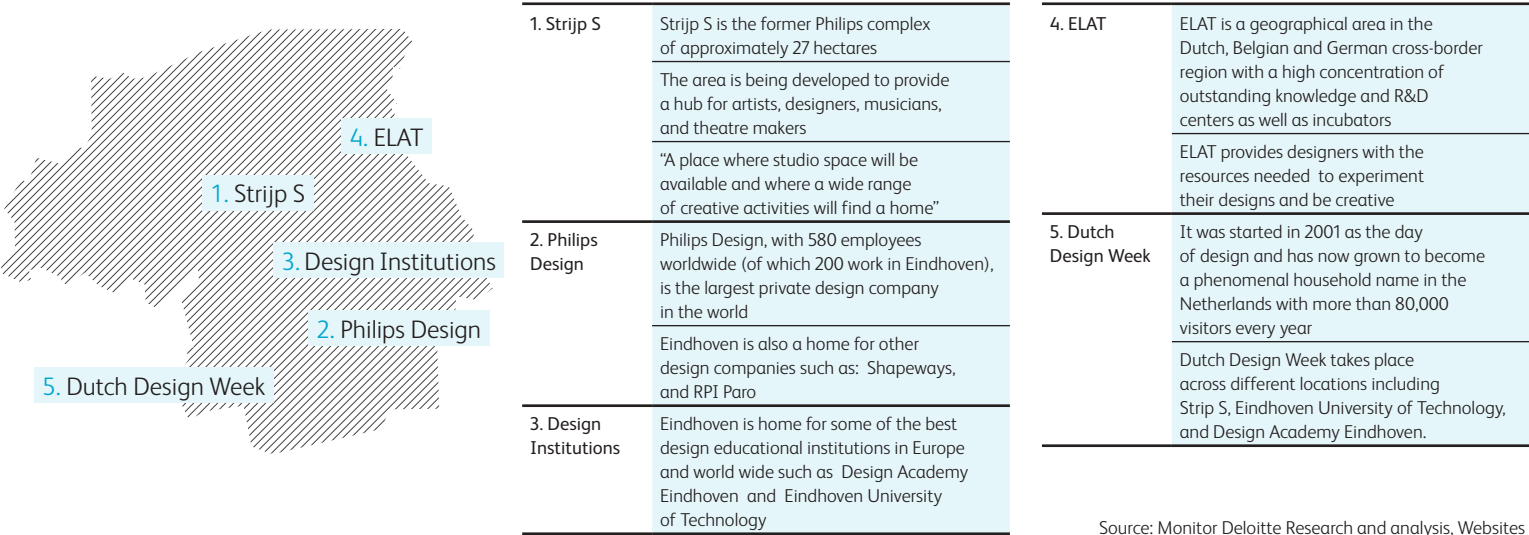 4. ELAT
1. Strijp S
3. Design Institutions
2. Philips Design
5. Dutch Design Week
1. Strijp S
Strijp S is the former Philips complex
of approximately 27 hectares
The area is being developed to provide
a hub for artists, designers, musicians,
and theatre makers
“A place where studio space will be
available and where a wide range
of creative activities will find a home”
2. Philips
Design
Philips Design, with 580 employees
worldwide (of which 200 work in Eindhoven),
is the largest private design company
in the world
Eindhoven is also a home for other
design companies such as: Shapeways,
and RPI Paro
3. Design
Institutions
Eindhoven is home for some of the best
design educational institutions in Europe
and world wide such as Design Academy
Eindhoven and Eindhoven University
of Technology
4. ELAT
ELAT is a geographical area in the
Dutch, Belgian and German cross-border
region with a high concentration of
outstanding knowledge and R&D
centers as well as incubators
ELAT provides designers with the
resources needed to experiment
their designs and be creative
5. Dutch
Design Week
It was started in 2001 as the day
of design and has now grown to become
a phenomenal household name in the
Netherlands with more than 80,000
visitors every year
Dutch Design Week takes place
across different locations including
Strip S, Eindhoven University of Technology,
and Design Academy Eindhoven.
Source: Monitor Deloitte Research and analysis, Websites